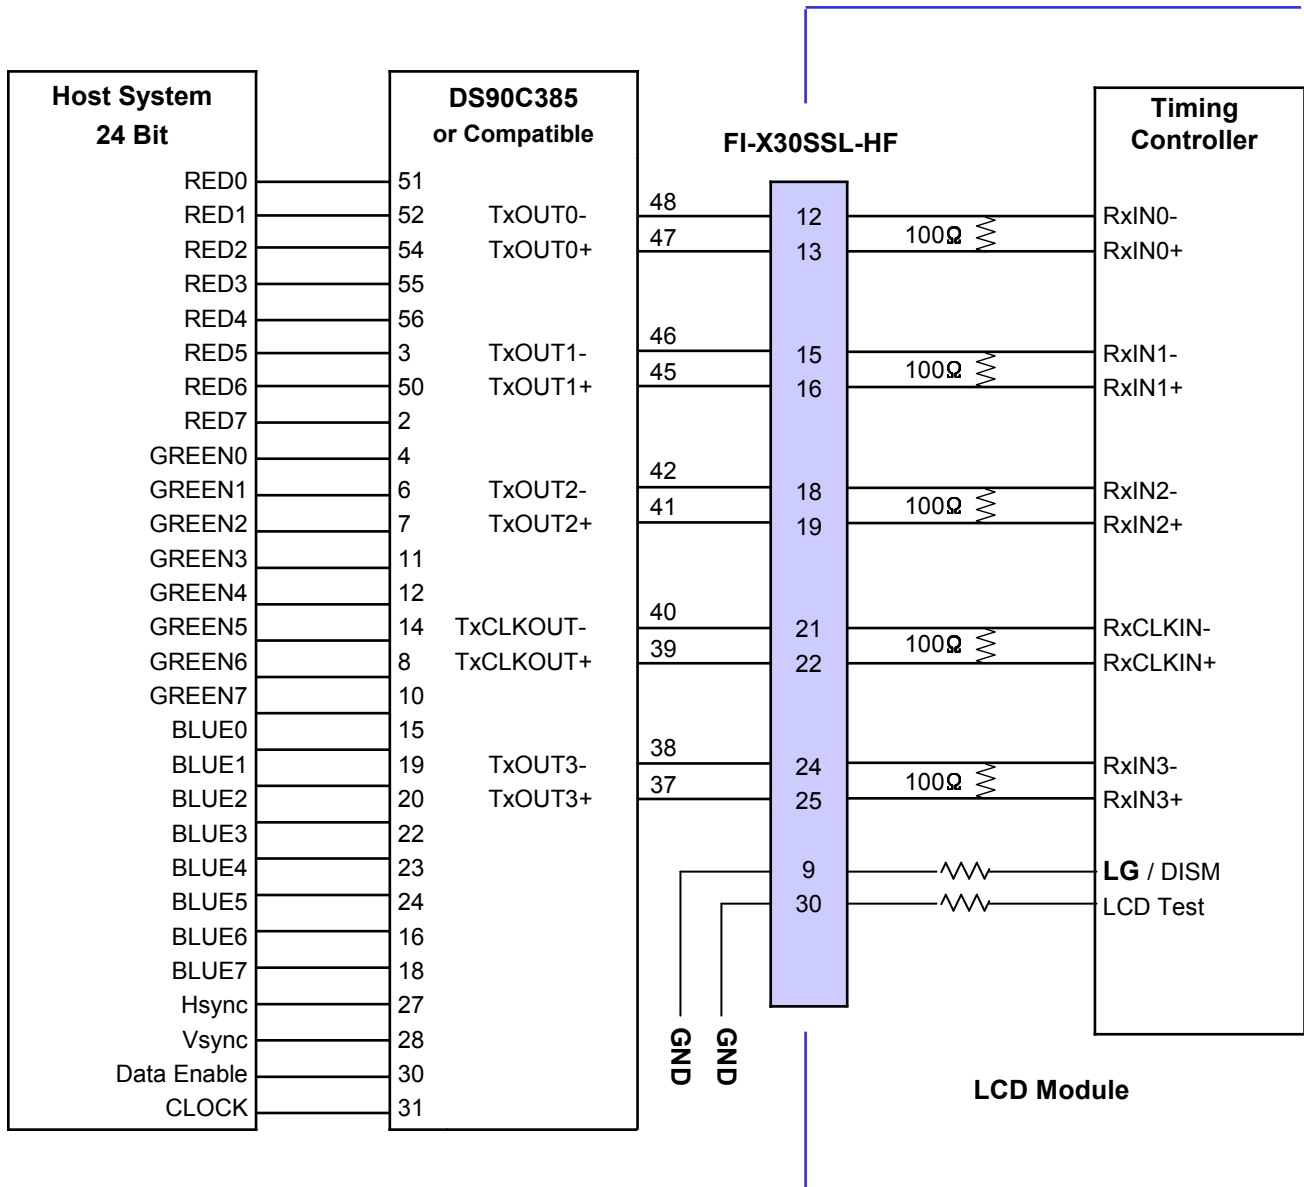 Host System
24 Bit
RED0
RED1
RED2
RED3
RED4
RED5
RED6
RED7
GREEN0
GREEN1
GREEN2
GREEN3
GREEN4
GREEN5
GREEN6
GREEN7
BLUE0
BLUE1
BLUE2
BLUE3
BLUE4
BLUE5
BLUE6
BLUE7
Hsync
Vsync
Data Enable
CLOCK
DS90C385
or Compatible
51
52 TxOUT0-
54 TxOUT0+
55
56
3 TxOUT1-
50 TxOUT1+
2
4
6 TxOUT2-
7 TxOUT2+
11
12
14 TxCLKOUT-
8 TxCLKOUT+
10
15
19 TxOUT3-
20 TxOUT3+
22
23
24
16
18
27
28
30
31
48
47
46
45
42
41
40
39
38
37
GND
GND
FI-X30SSL-HF
12
13
15
16
18
19
21
22
24
25
9
30
100Ω
100Ω
100Ω
100Ω
100Ω
Timing
Controller
RxIN0-
RxIN0+
RxIN1-
RxIN1+
RxIN2-
RxIN2+
RxCLKIN-
RxCLKIN+
RxIN3-
RxIN3+
LG / DISM
LCD Test
LCD Module